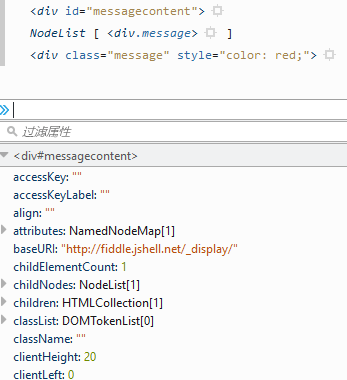 <div id="messagecontent">
NodeList [ <div.message> ]
<div class="message" style="color: red;">
»
过滤属性
<div#messagecontent>
accessKey: ""
accessKeyLabel: ""
align: ""
attributes: NamedNodeMap[1]
baseURI: "http://fiddle.jshell.net/_display/"
childElementCount: 1
childNodes: NodeList[1]
children: HTMLCollection[1]
classList: DOMTokenList[0]
className: ""
clientHeight: 20
clientLeft: 0